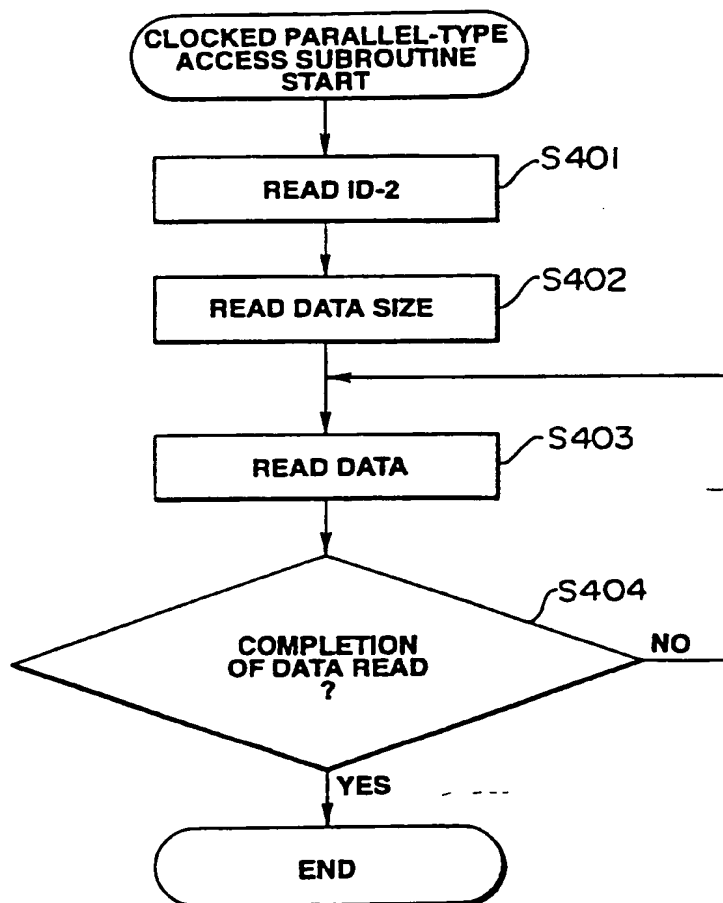 CLOCKED PARALLEL-TYPE
ACCESS SUBROUTINE
START
S401
READ ID-2
S402
READ DATA SIZE
S403
READ DATA
S404
COMPLETION
OF DATA READ
?
NO
YES
END